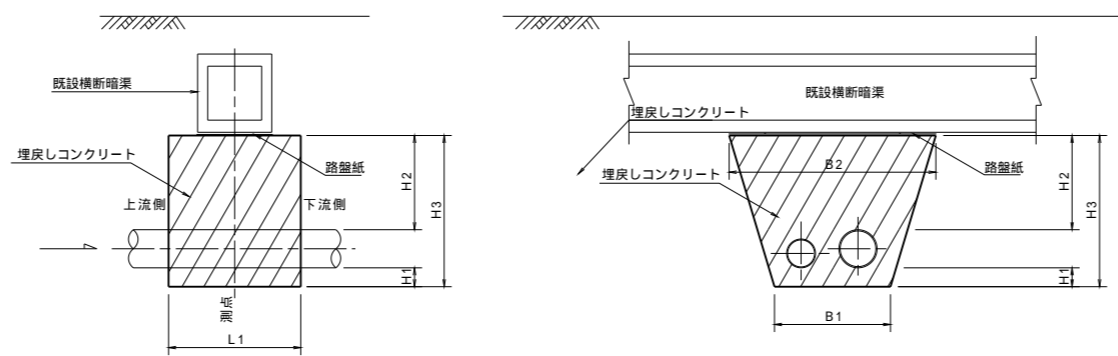 既設横断暗渠
埋戻しコンクリート
路盤紙
上流側
下流側
測点
L1
H1
H2
H3
既設横断暗渠
埋戻しコンクリート
埋戻しコンクリート
B2
路盤紙
B1
H1
H2
H3